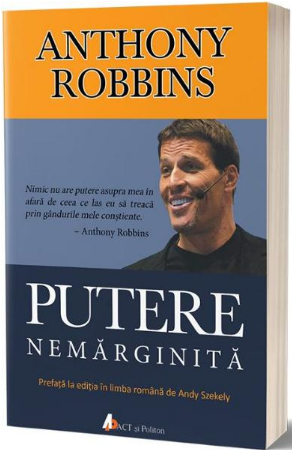 ANTHONY
ROBBINS
Nimic nu are putere asupra mea în
afară de ceea ce las eu să treacă
prin gândurile mele conștiente.
– Anthony Robbins
PUTERE
NEMĂRGINITĂ
Prefață la ediția în limba română de Andy Szekely
ACT și Politon